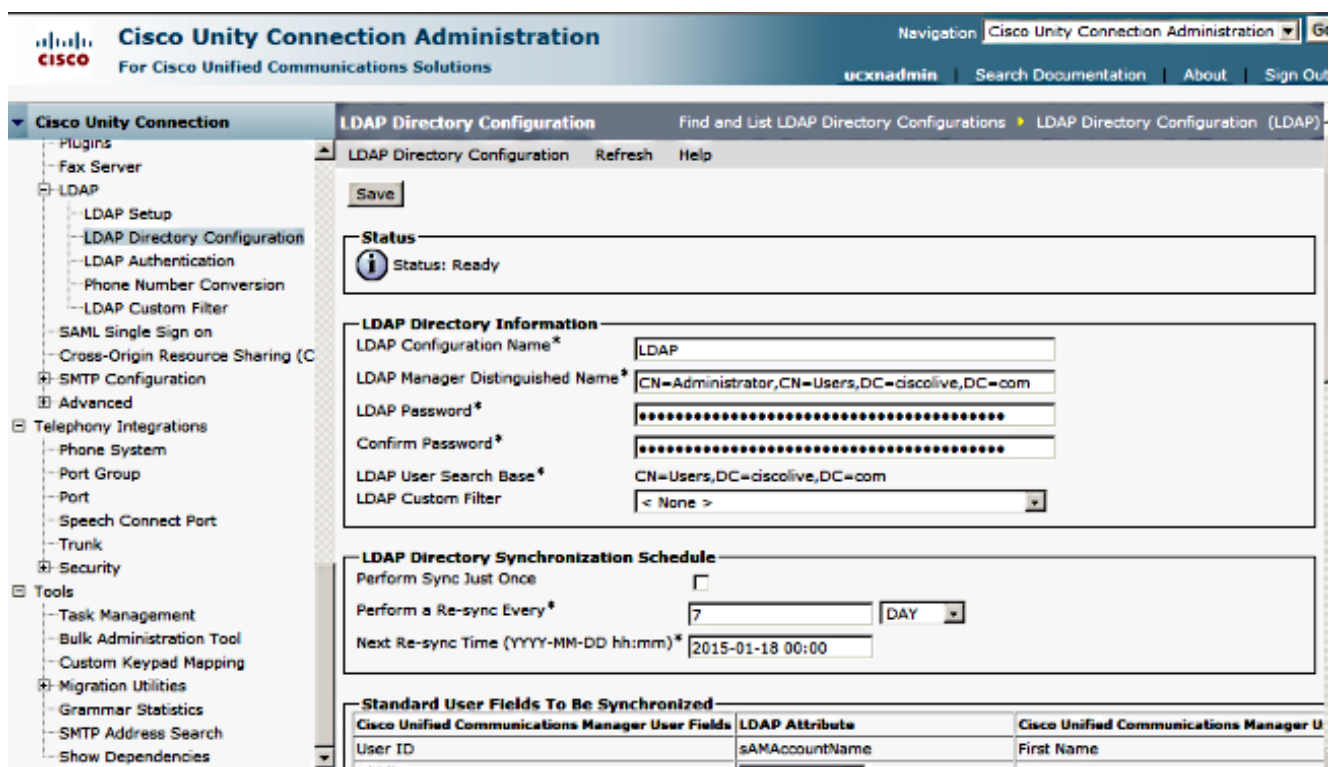 Cisco Unity Connection Administration
For Cisco Unified Communications Solutions
CISCO
Navigation Cisco Unity Connection Administration
ucxnadmin | Search Documentation | About | Sign Out
Cisco Unity Connection
Plugins
Fax Server
LDAP
LDAP Setup
LDAP Directory Configuration
LDAP Authentication
Phone Number Conversion
LDAP Custom Filter
SAML Single Sign on
Cross-Origin Resource Sharing (C
SMTP Configuration
Advanced
Telephony Integrations
Phone System
Port Group
Port
Speech Connect Port
Trunk
Security
Tools
Task Management
Bulk Administration Tool
Custom Keypad Mapping
Migration Utilities
Grammar Statistics
SMTP Address Search
Show Dependencies
LDAP Directory Configuration
Find and List LDAP Directory Configurations
LDAP Directory Configuration (LDAP)
LDAP Directory Configuration Refresh Help
Save
Status
Status: Ready
LDAP Directory Information
LDAP Configuration Name* LDAP
LDAP Manager Distinguished Name* CN=Administrator,CN=Users,DC=ciscolive,DC=com
LDAP Password*
Confirm Password*
LDAP User Search Base* CN=Users,DC=ciscolive,DC=com
LDAP Custom Filter < None >
LDAP Directory Synchronization Schedule
Perform Sync Just Once
Perform a Re-sync Every* 7 DAY
Next Re-sync Time (YYYY-MM-DD hh:mm)* 2015-01-18 00:00
Standard User Fields To Be Synchronized
Cisco Unified Communications Manager User Fields LDAP Attribute Cisco Unified Communications Manager U
User ID sAMAccountName First Name